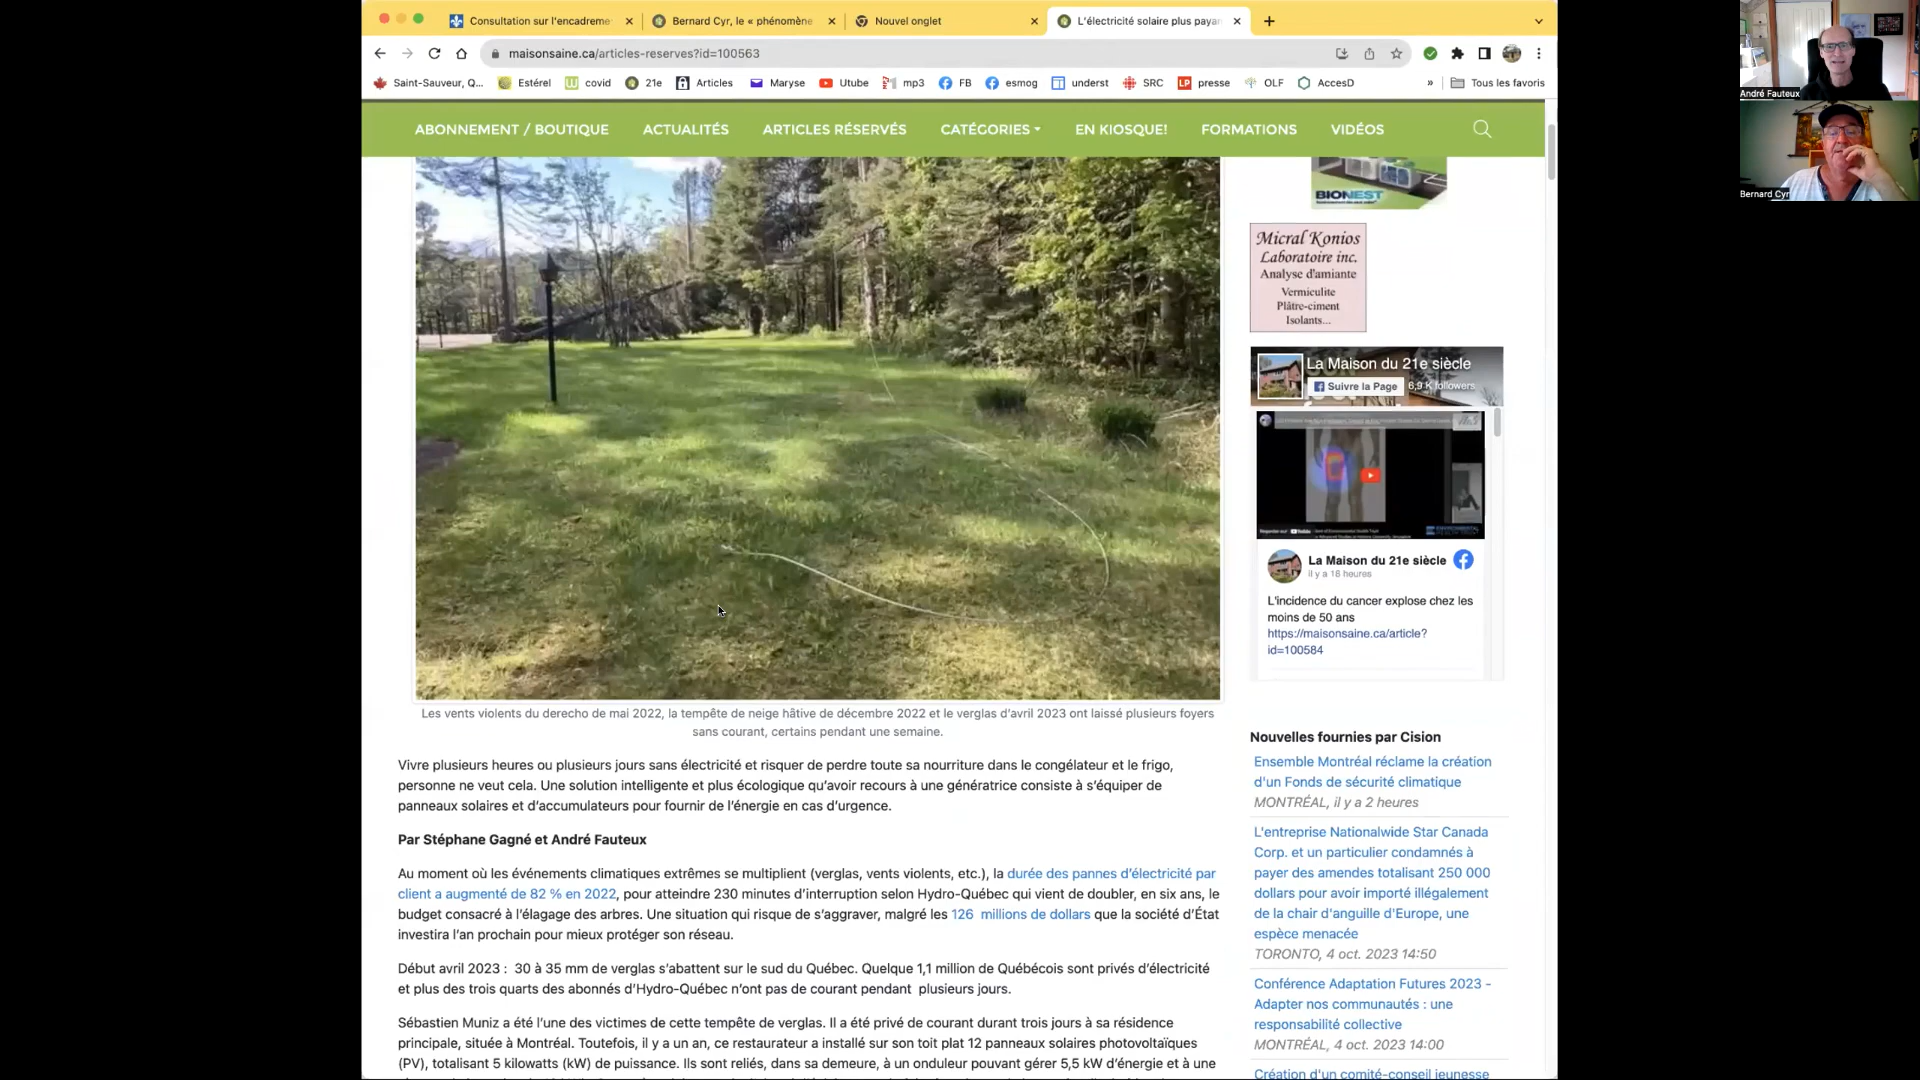 Consultation sur l'encadreme
Bernard Cyr, le « phénomène
Nouvel onglet
L'électricité solaire plus payan
maisonsaine.ca/articles-reserves?id=100563
Saint-Sauveur, Q...
Estérel
covid
21e
Articles
Maryse
Utube
mp3
FB
esmog
underst
SRC
LP presse
OLF
AccesD
»
Tous les favoris
ABONNEMENT / BOUTIQUE
ACTUALITÉS
ARTICLES RÉSERVÉS
CATÉGORIES
EN KIOSQUE!
FORMATIONS
VIDÉOS
Les vents violents du derecho de mai 2022, la tempête de neige hâtive de décembre 2022 et le verglas d'avril 2023 ont laissé plusieurs foyers
sans courant, certains pendant une semaine.
Vivre plusieurs heures ou plusieurs jours sans électricité et risquer de perdre toute sa nourriture dans le congélateur et le frigo,
personne ne veut cela. Une solution intelligente et plus écologique qu'avoir recours à une génératrice consiste à s'équiper de
panneaux solaires et d'accumulateurs pour fournir de l'énergie en cas d'urgence.
Par Stéphane Gagné et André Fauteux
Au moment où les événements climatiques extrêmes se multiplient (verglas, vents violents, etc.), la durée des pannes d'électricité par
client a augmenté de 82 % en 2022, pour atteindre 230 minutes d'interruption selon Hydro-Québec qui vient de doubler, en six ans, le
budget consacré à l'élagage des arbres. Une situation qui risque de s'aggraver, malgré les 126 millions de dollars que la société d'État
investira l'an prochain pour mieux protéger son réseau.
Début avril 2023 : 30 à 35 mm de verglas s'abattent sur le sud du Québec. Quelque 1,1 million de Québécois sont privés d'électricité
et plus des trois quarts des abonnés d'Hydro-Québec n'ont pas de courant pendant plusieurs jours.
Sébastien Muniz a été l'une des victimes de cette tempête de verglas. Il a été privé de courant durant trois jours à sa résidence
principale, située à Montréal. Toutefois, il y a un an, ce restaurateur a installé sur son toit plat 12 panneaux solaires photovoltaïques
(PV), totalisant 5 kilowatts (kW) de puissance. Ils sont reliés, dans sa demeure, à un onduleur pouvant gérer 5,5 kW d'énergie et à une
BIONEST
Micral Konios
Laboratoire inc.
Analyse d'amiante
Vermiculite
Plâtre-ciment
Isolants...
La Maison du 21e siècle
Suivre la Page
6,9 K followers
La Maison du 21e siècle
il y a 16 heures
L'incidence du cancer explose chez les
moins de 50 ans
https://maisonsaine.ca/article?
id=100584
Nouvelles fournies par Cision
Ensemble Montréal réclame la création
d'un Fonds de sécurité climatique
MONTRÉAL, il y a 2 heures
L'entreprise Nationalwide Star Canada
Corp. et un particulier condamnés à
payer des amendes totalisant 250 000
dollars pour avoir importé illégalement
de la chair d'anguille d'Europe, une
espèce menacée
TORONTO, 4 oct. 2023 14:50
Conférence Adaptation Futures 2023 -
Adapter nos communautés : une
responsabilité collective
MONTRÉAL, 4 oct. 2023 14:00
Création d'un comité-conseil jeunesse
André Fauteux
Bernard Cyr